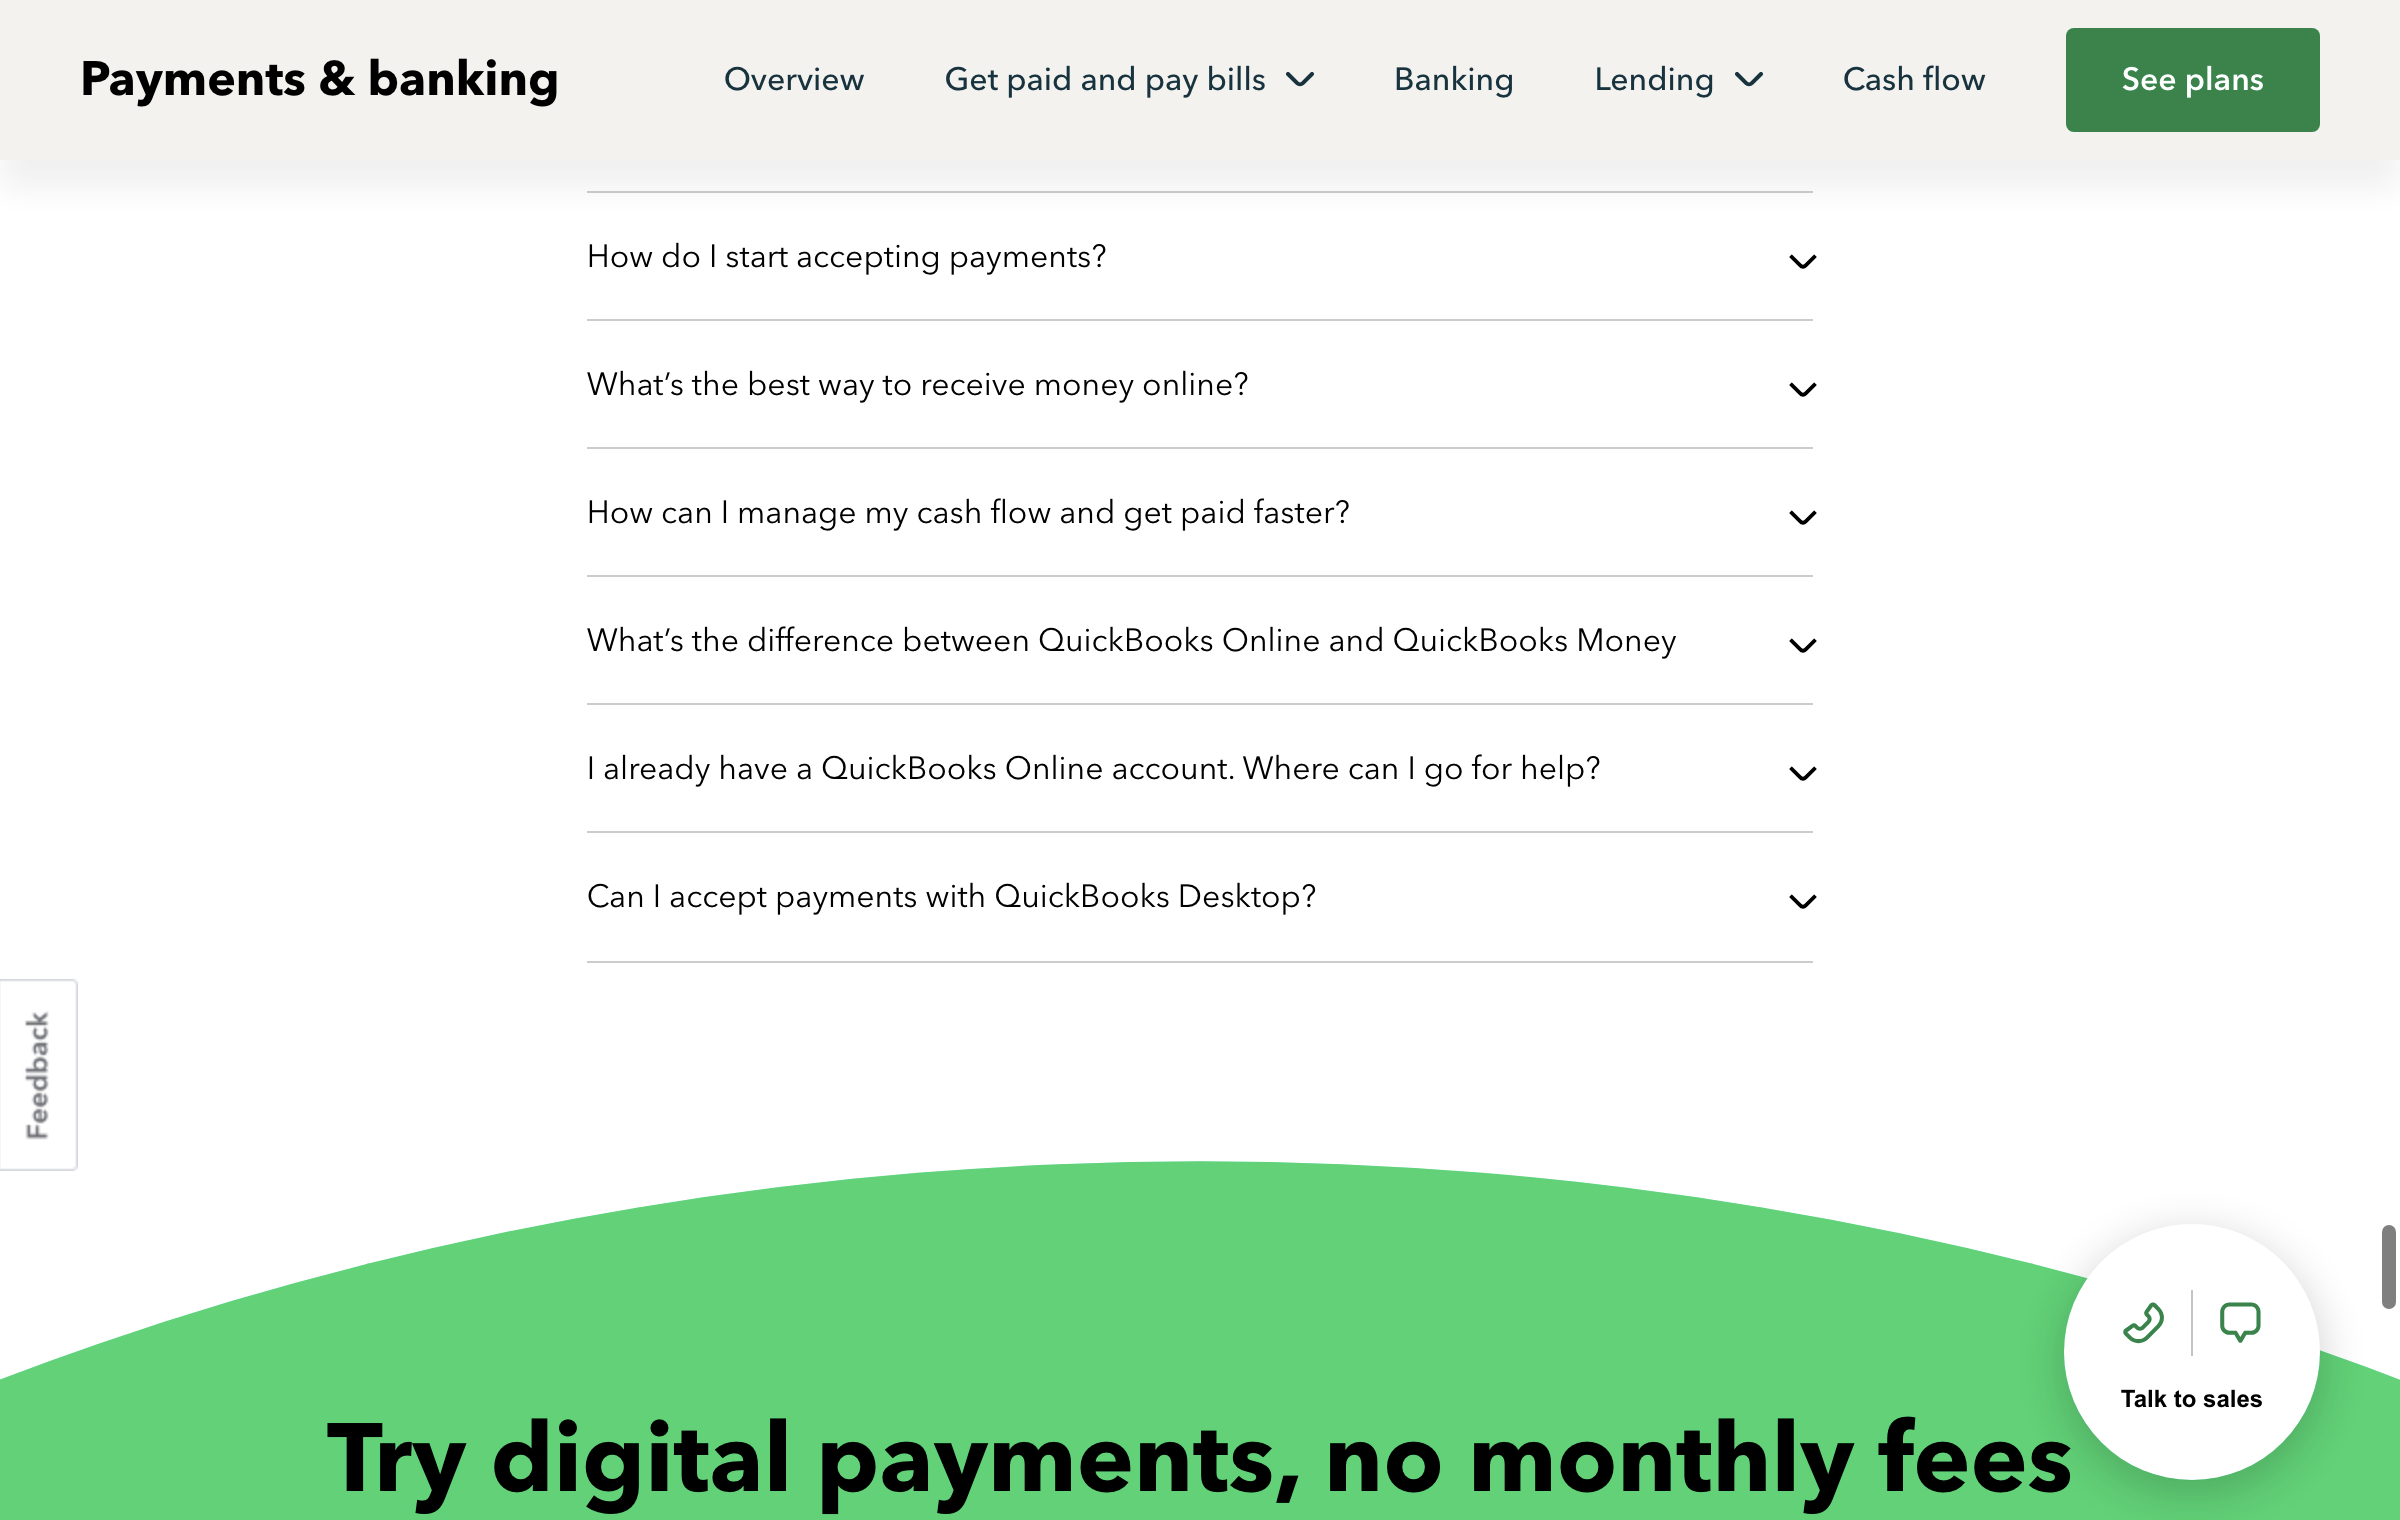 Payments & banking
Overview
Get paid and pay bills
Banking
Lending
Cash flow
See plans
How do I start accepting payments?
What’s the best way to receive money online?
How can I manage my cash flow and get paid faster?
What’s the difference between QuickBooks Online and QuickBooks Money
I already have a QuickBooks Online account. Where can I go for help?
Can I accept payments with QuickBooks Desktop?
Feedback
Talk to sales
Try digital payments, no monthly fees